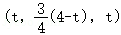 (t, 3/4(4-t), t)